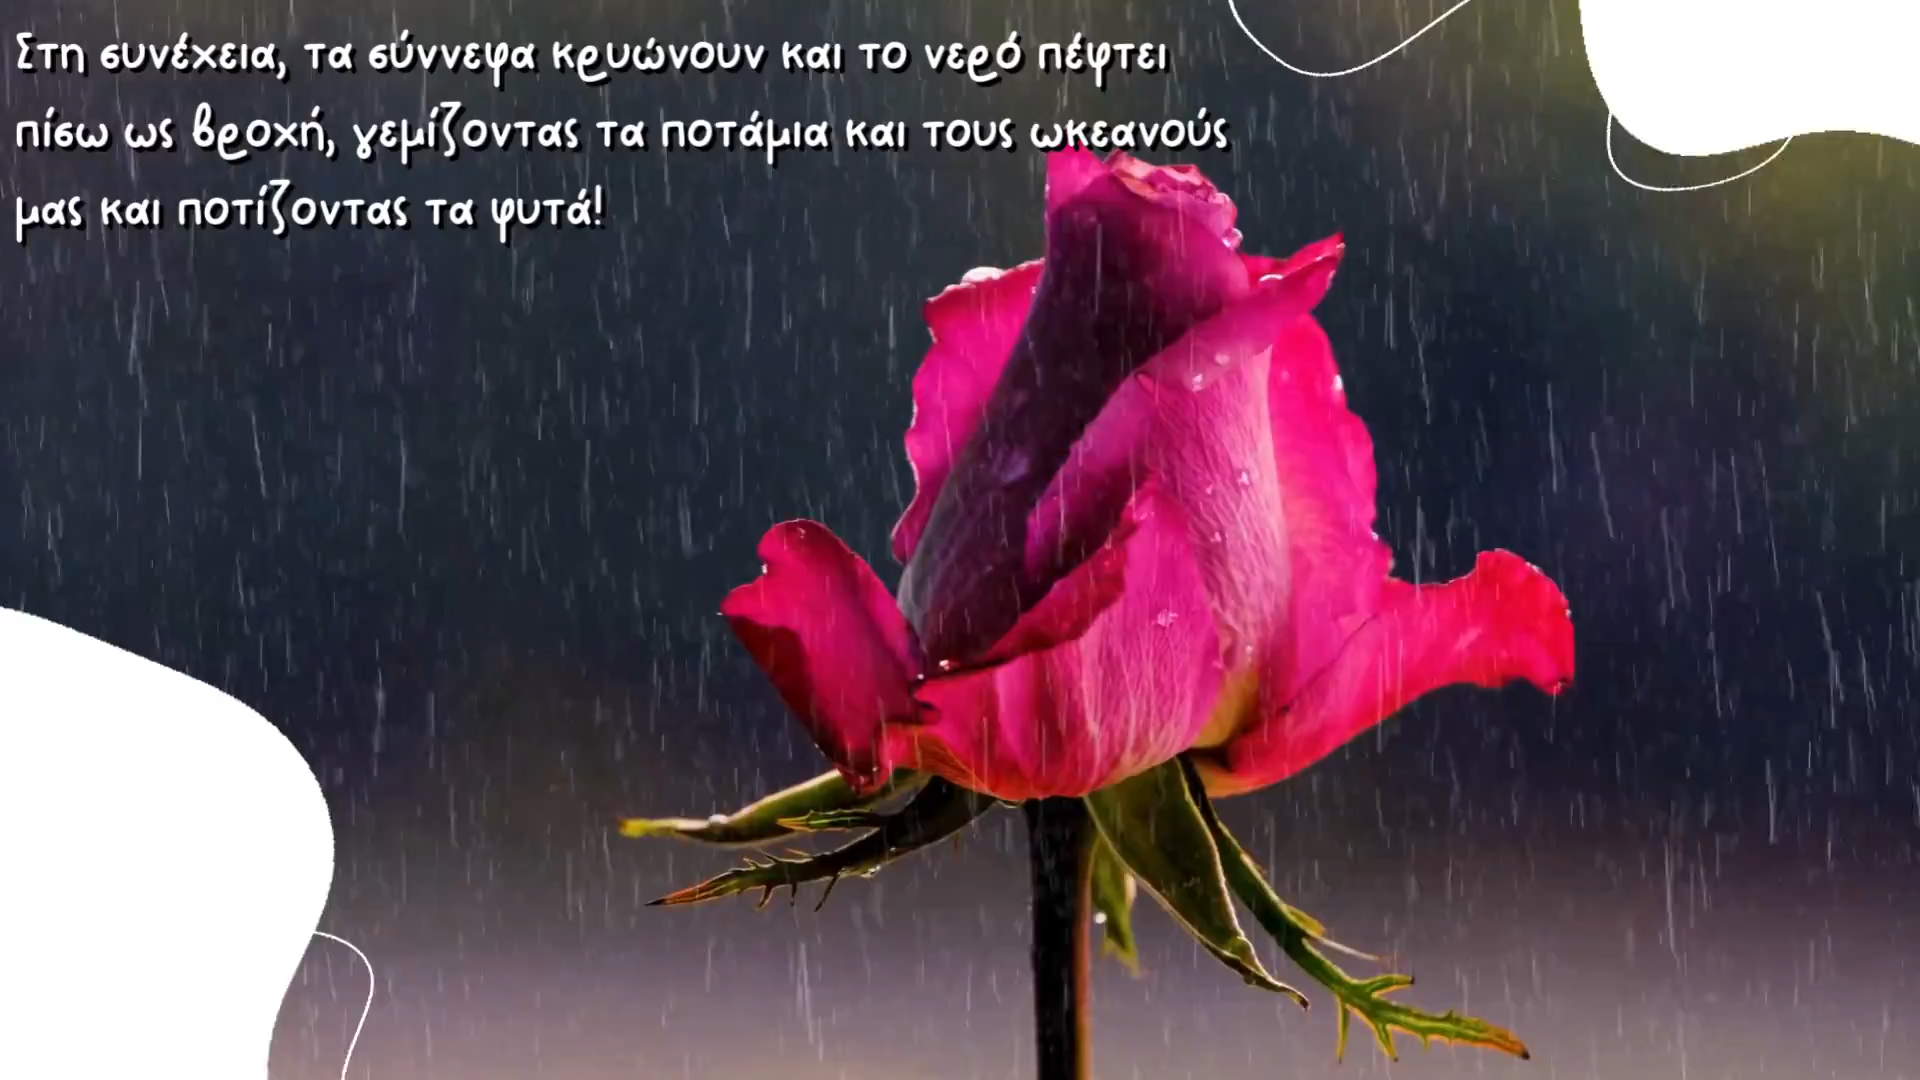 Στη συνέχεια, τα σύννεφα κρυώνουν και το νερό πέφτει
πίσω ως βροχή, γεμίζοντας τα ποτάμια και τους ωκεανούς
μας και ποτίζοντας τα φυτά!